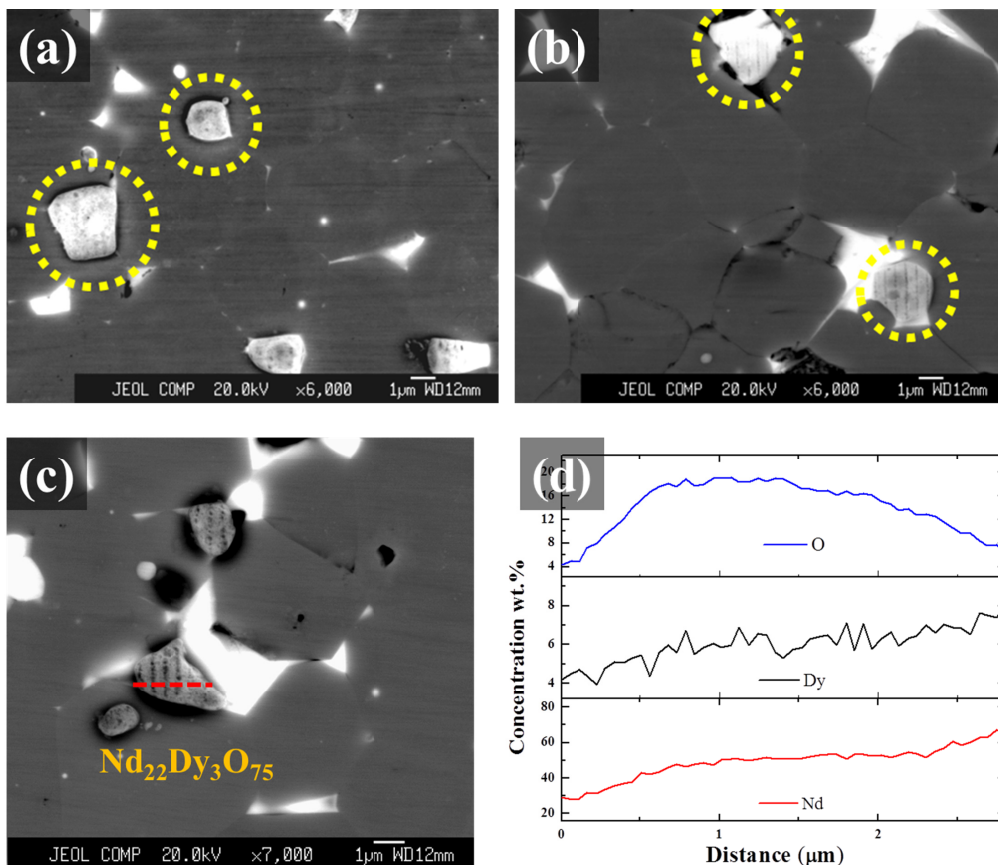 (a)
JEOL COMP 20.0kV ×6,000 1μm WD12mm
(b)
JEOL COMP 20.0kV ×6,000 1μm WD12mm
(c)
Nd₂₂Dy₃O₇₅
JEOL COMP 20.0kV ×7,000 1μm WD12mm
(d)
Concentration wt.%
20
16
12
8
4
O
8
6
4
Dy
80
60
40
20
Nd
0 1 2
Distance (μm)